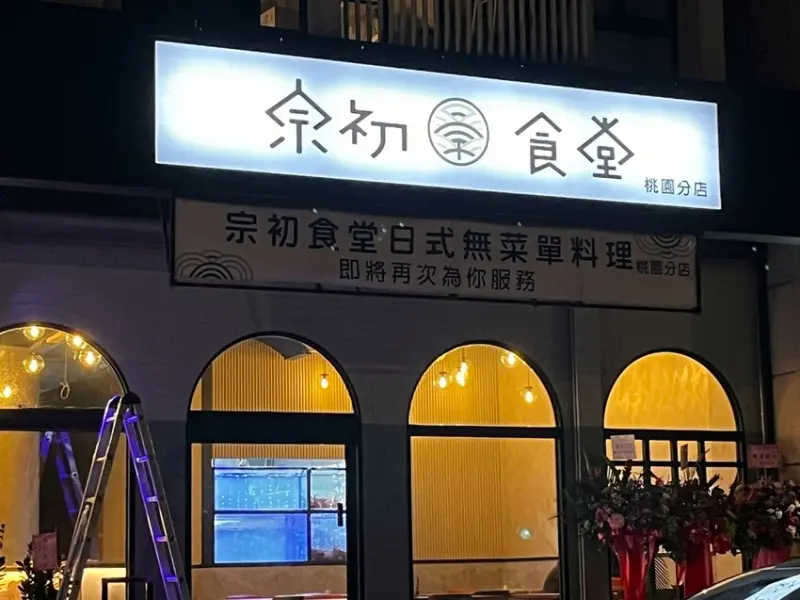 宗初食堂
桃園分店
宗初食堂日式無菜單料理
桃園分店
即將再次為你服務